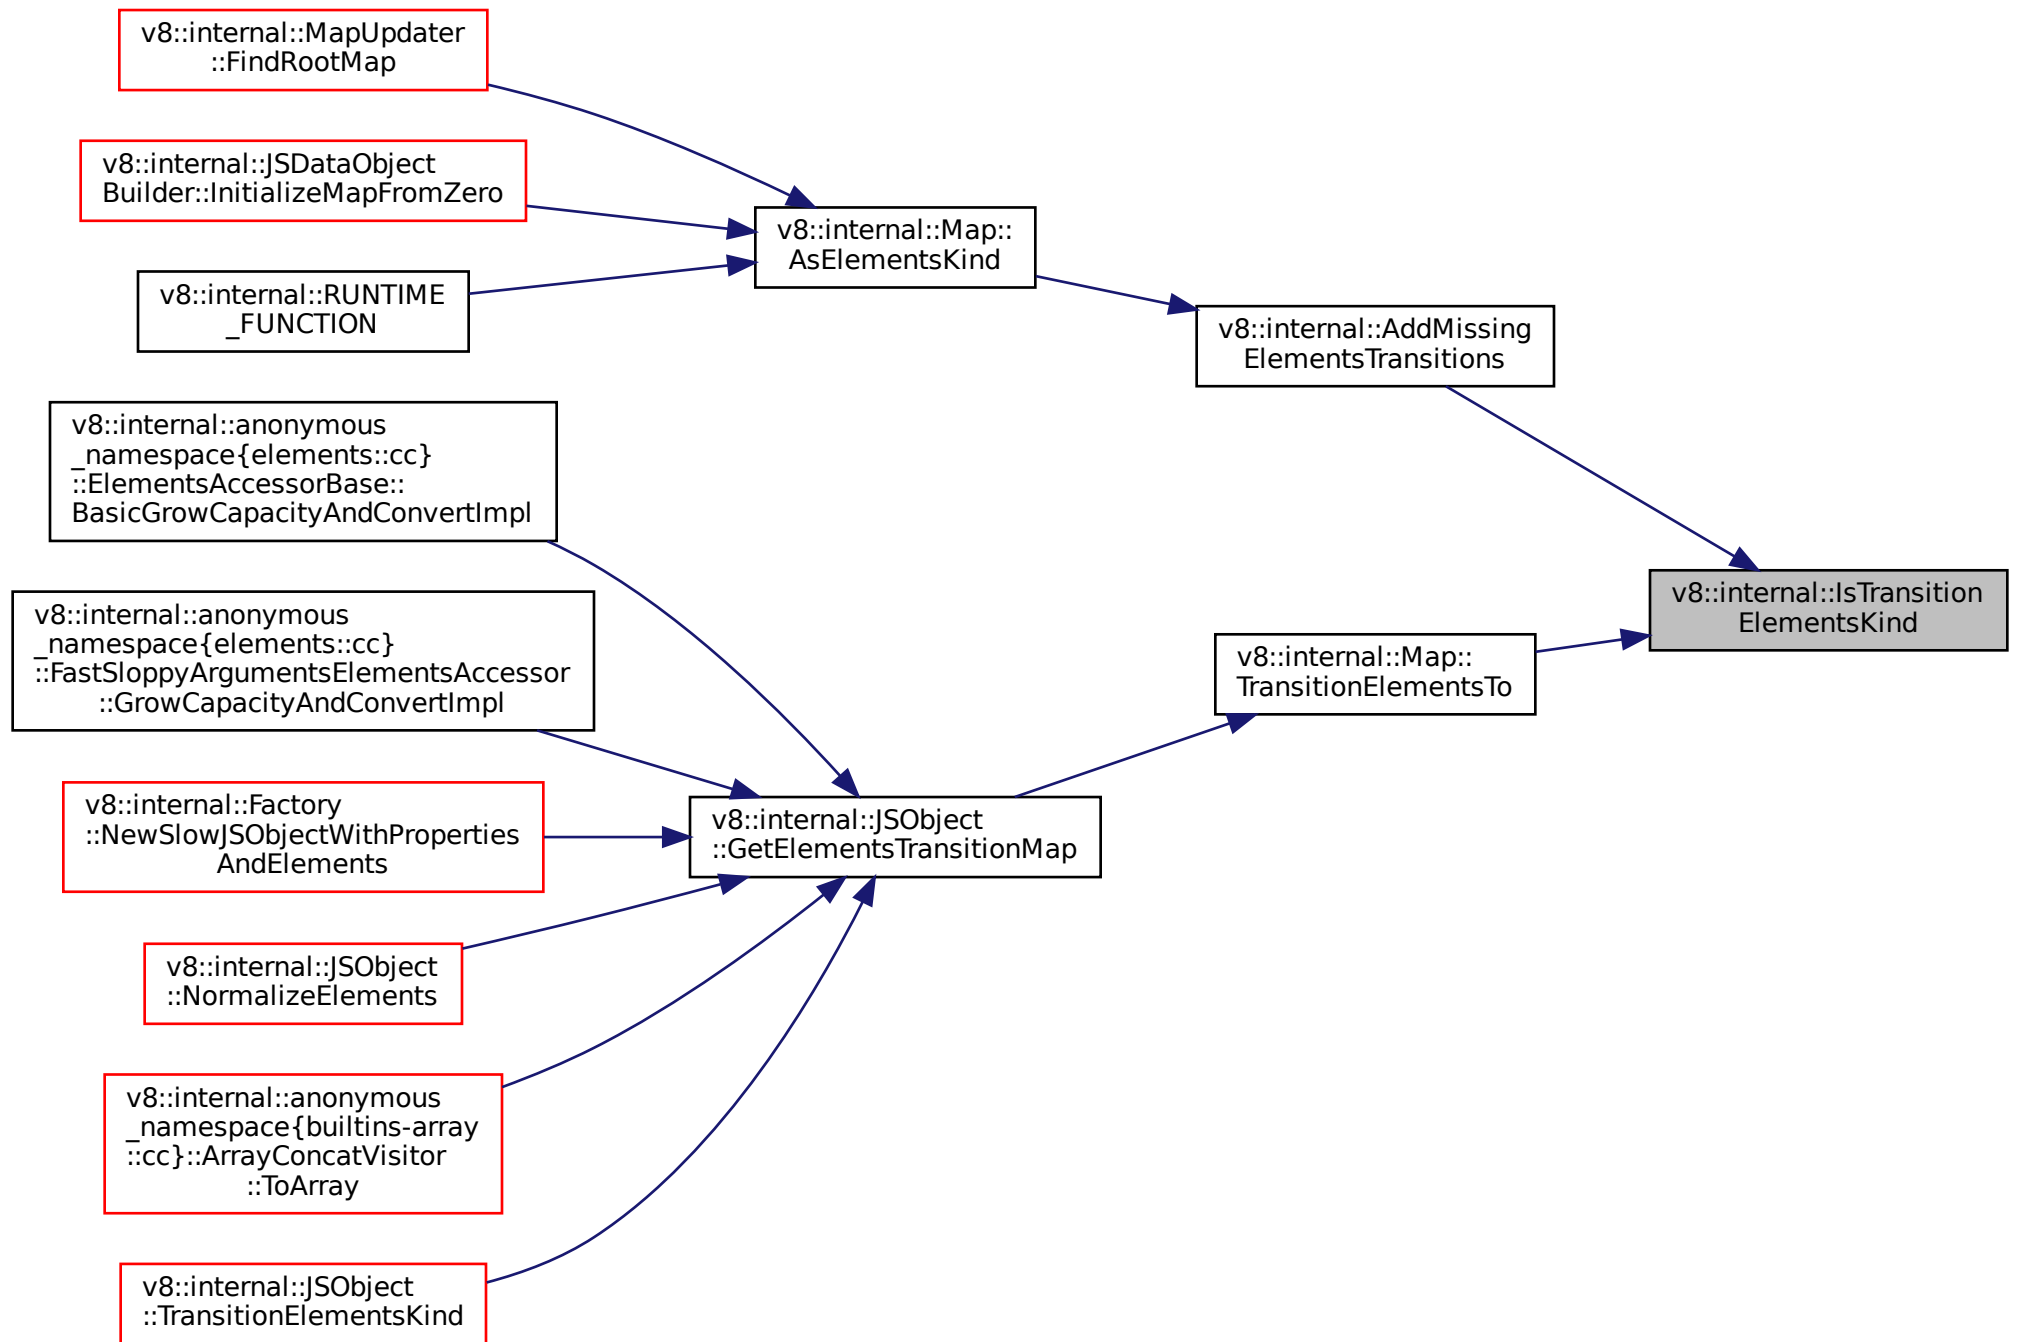 v8::internal::MapUpdater
::FindRootMap
v8::internal::JSDataObject
Builder::InitializeMapFromZero
v8::internal::RUNTIME
_FUNCTION
v8::internal::Map::
AsElementsKind
v8::internal::AddMissing
ElementsTransitions
v8::internal::anonymous
_namespace{elements::cc}
::ElementsAccessorBase::
BasicGrowCapacityAndConvertImpl
v8::internal::anonymous
_namespace{elements::cc}
::FastSloppyArgumentsElementsAccessor
::GrowCapacityAndConvertImpl
v8::internal::IsTransition
ElementsKind
v8::internal::Map::
TransitionElementsTo
v8::internal::Factory
::NewSlowJSObjectWithProperties
AndElements
v8::internal::JSObject
::GetElementsTransitionMap
v8::internal::JSObject
::NormalizeElements
v8::internal::anonymous
_namespace{builtins-array
::cc}::ArrayConcatVisitor
::ToArray
v8::internal::JSObject
::TransitionElementsKind